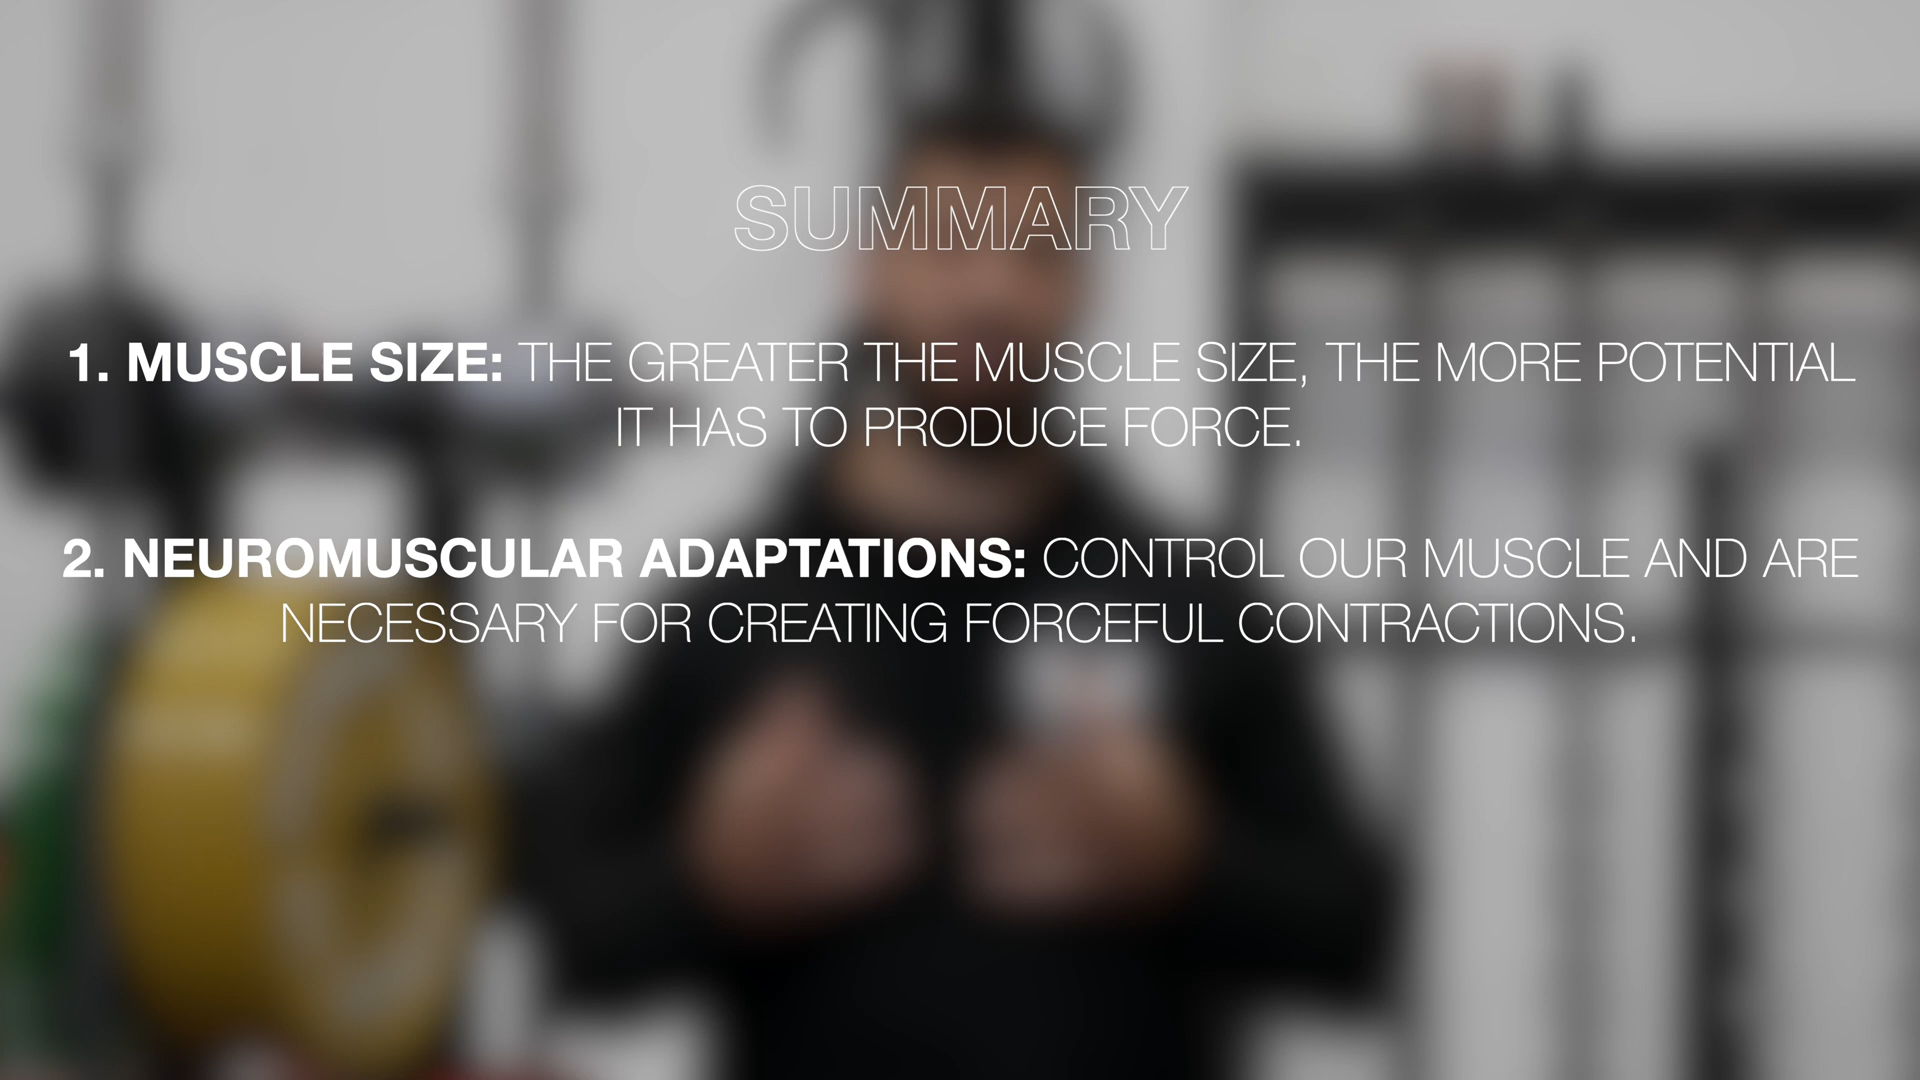 SUMMARY
1. MUSCLE SIZE: THE GREATER THE MUSCLE SIZE, THE MORE POTENTIAL
IT HAS TO PRODUCE FORCE.
2. NEUROMUSCULAR ADAPTATIONS: CONTROL OUR MUSCLE AND ARE
NECESSARY FOR CREATING FORCEFUL CONTRACTIONS.